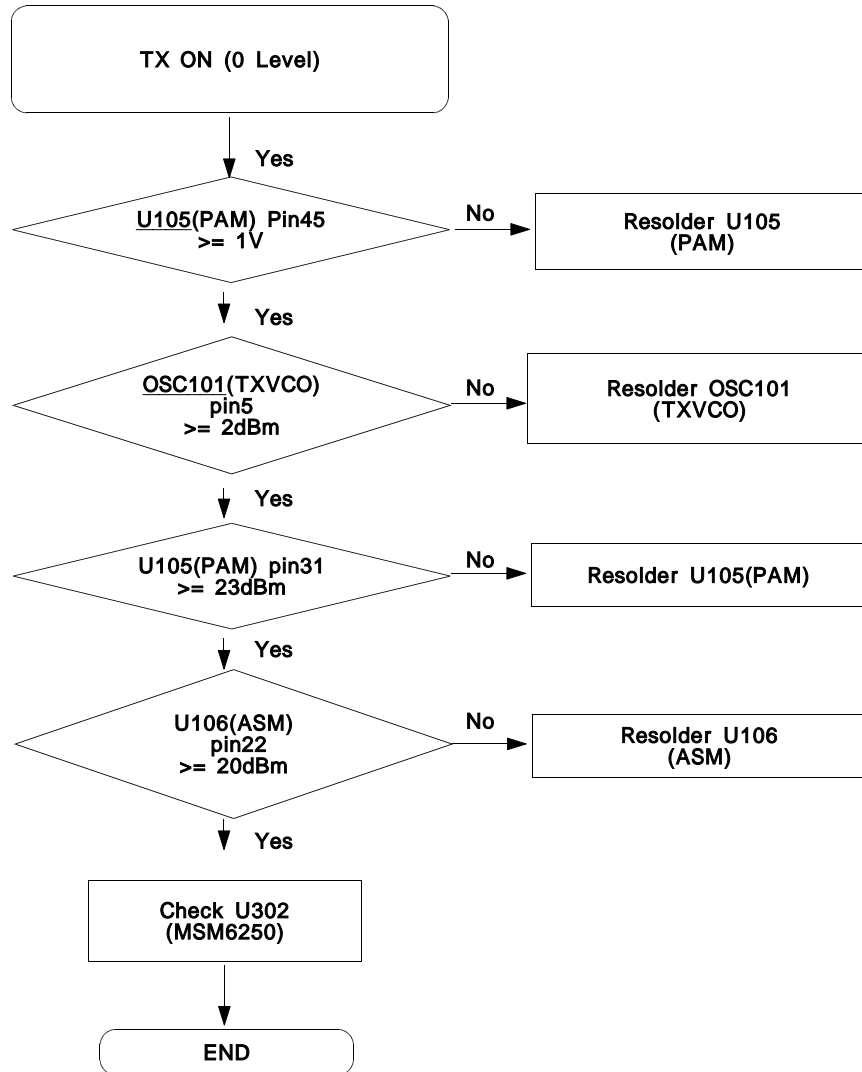 TX ON (0 Level)
Yes
U105(PAM) Pin45
>= 1V
No
Resolder U105
(PAM)
Yes
OSC101(TXVCO)
pin5
>= 2dBm
No
Resolder OSC101
(TXVCO)
Yes
U105(PAM) pin31
>= 23dBm
No
Resolder U105(PAM)
Yes
U106(ASM)
pin22
>= 20dBm
No
Resolder U106
(ASM)
Yes
Check U302
(MSM6250)
END